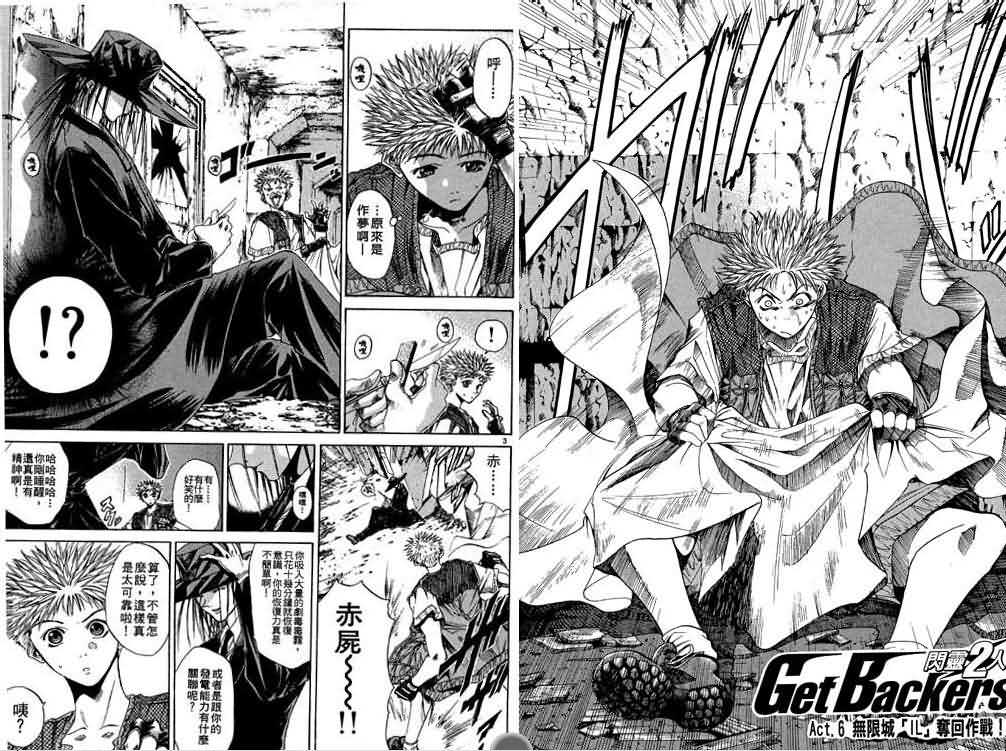 閃靈2人
GetBackers
Act.6 無限城「IL」奪回作戰！
呼……
…原來是
作夢啊—
！
！？
3
赤……
赤屍～～！！
嘿嘿！
有……
有什麼
好笑的！
哈哈哈哈…
你剛睡醒，
還真是有
精神啊！
你吸入大量的劇毒毒霧，
只花十幾分鐘就恢復
意識，你的恢復力真是
不簡單啊！
或者是跟你的
發電能力有什麼
關聯呢？
算了，不管怎
麼說，這樣真
是太可靠啦！
咦？